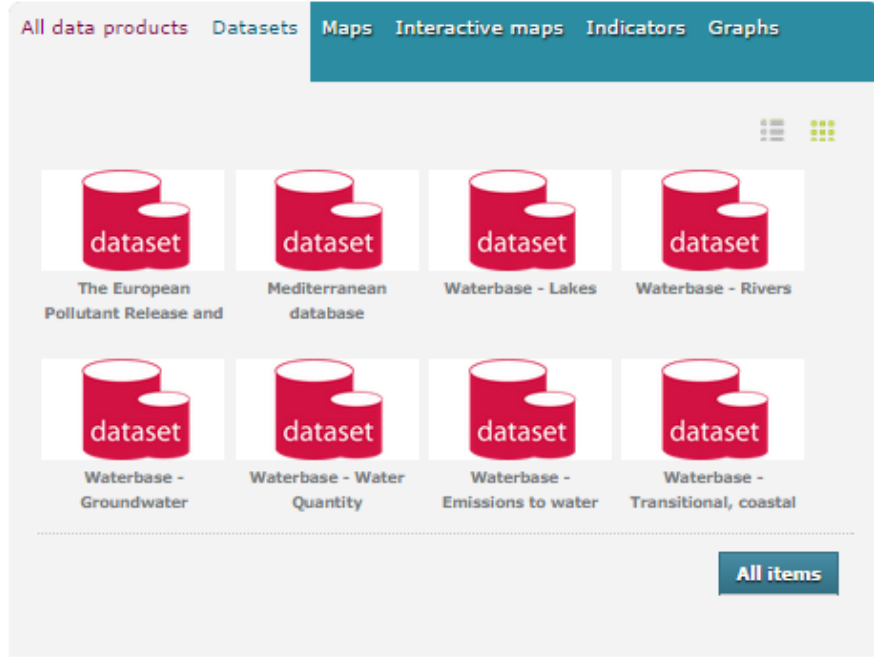 All data products Datasets Maps Interactive maps Indicators Graphs
dataset dataset dataset dataset
The European Mediterranean Waterbase - Lakes Waterbase - Rivers
Pollutant Release and database
dataset dataset dataset dataset
Waterbase - Waterbase - Water Waterbase - Waterbase -
Groundwater Quantity Emissions to water Transitional, coastal
All items